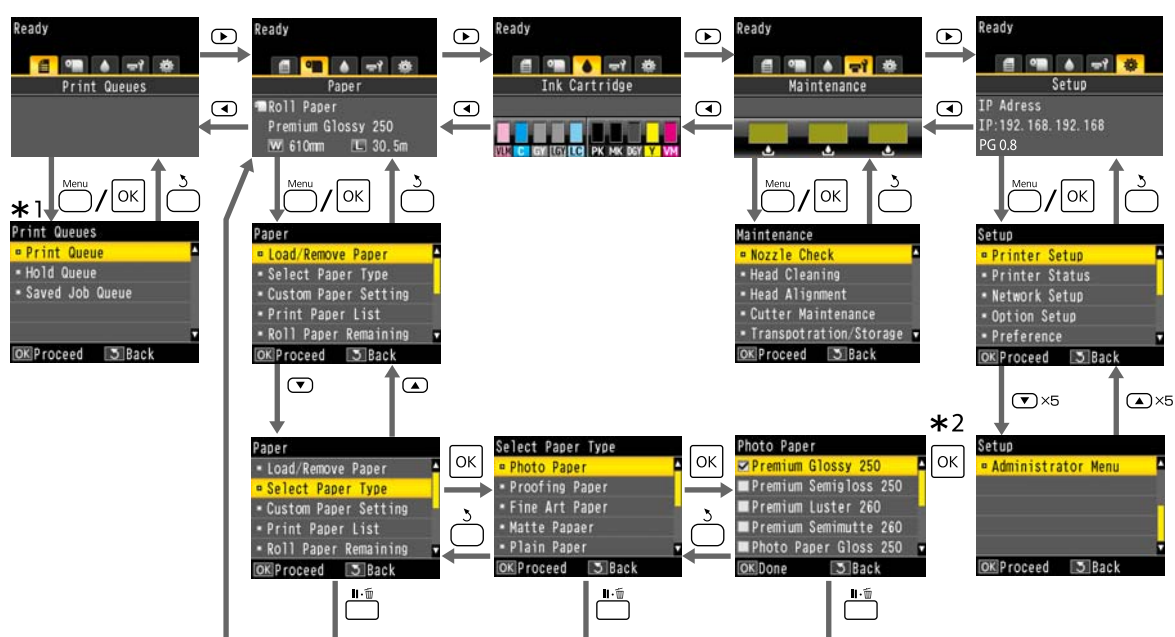 Ready
Print Queues
Ready
Paper
Roll Paper
Premium Glossy 250
W 610mm L 30.5m
Ready
Ink Cartridge
VLM C GY LGY LC PK MK DGY Y VM
Ready
Maintenance
Ready
Setup
IP Adress
IP:192.168.192.168
PG 0.8
Menu / OK
Menu / OK
Menu / OK
Menu / OK
*1
Print Queues
Print Queue
Hold Queue
Saved Job Queue
OK Proceed Back
Paper
Load/Remove Paper
Select Paper Type
Custom Paper Setting
Print Paper List
Roll Paper Remaining
OK Proceed Back
Maintenance
Nozzle Check
Head Cleaning
Head Alignment
Cutter Maintenance
Transpotration/Storage
OK Proceed Back
Setup
Printer Setup
Printer Status
Network Setup
Option Setup
Preference
OK Proceed Back
×5
×5
Paper
Load/Remove Paper
Select Paper Type
Custom Paper Setting
Print Paper List
Roll Paper Remaining
OK Proceed Back
OK
Select Paper Type
Photo Paper
Proofing Paper
Fine Art Paper
Matte Papaer
Plain Paper
OK Proceed Back
OK
Photo Paper
Premium Glossy 250
Premium Semigloss 250
Premium Luster 260
Premium Semimutte 260
Photo Paper Gloss 250
OK Done Back
*2
OK
Setup
Administrator Menu
OK Proceed Back